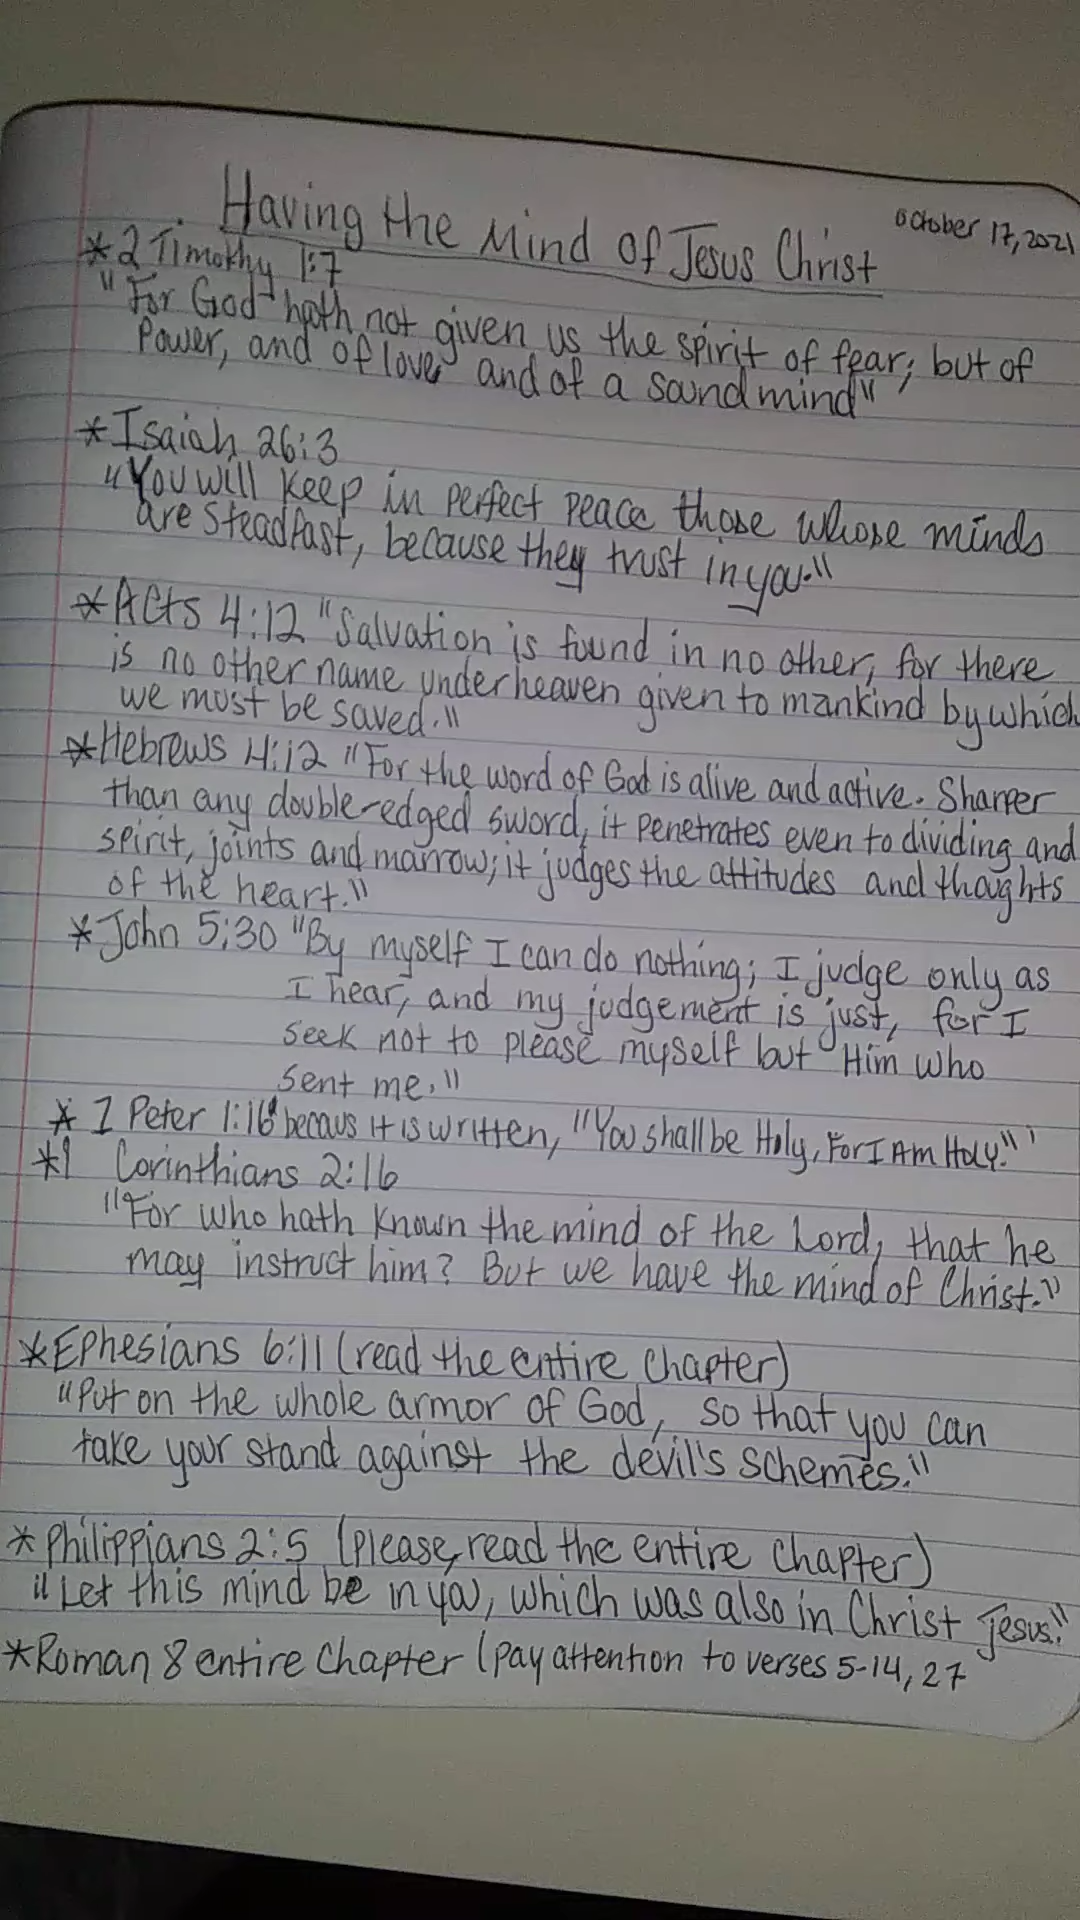 Having the Mind Of Jesus Christ
October 17, 2021
*2 Timothy 1:7
"For God hath not given us the spirit of fear; but of
Power, and of love and of a sound mind"
*Isaiah 26:3
"You will keep in perfect peace those whose minds
are steadfast, because they trust in you."
*Acts 4:12 "Salvation is found in no other, for there
is no other name under heaven given to mankind by which
we must be saved."
*Hebrews 4:12 "For the word of God is alive and active. Sharper
than any double-edged sword, it penetrates even to dividing and
spirit, joints and marrow; it judges the attitudes and thoughts
of the heart."
*John 5:30 "By myself I can do nothing; I judge only as
I hear, and my judgement is just, for I
seek not to please myself but Him who
sent me."
*1 Peter 1:16 becaus it is written, "You shall be Holy, For I Am Holy."'
*1 Corinthians 2:16
"For who hath known the mind of the Lord, that he
may instruct him? But we have the mind of Christ."
*Ephesians 6:11 (read the entire Chapter)
"Put on the whole armor of God, so that you can
take your stand against the devil's schemes."
*Philippians 2:5 (please, read the entire chapter)
"Let this mind be in you, which was also in Christ Jesus."
*Roman 8 entire Chapter (pay attention to verses 5-14, 27